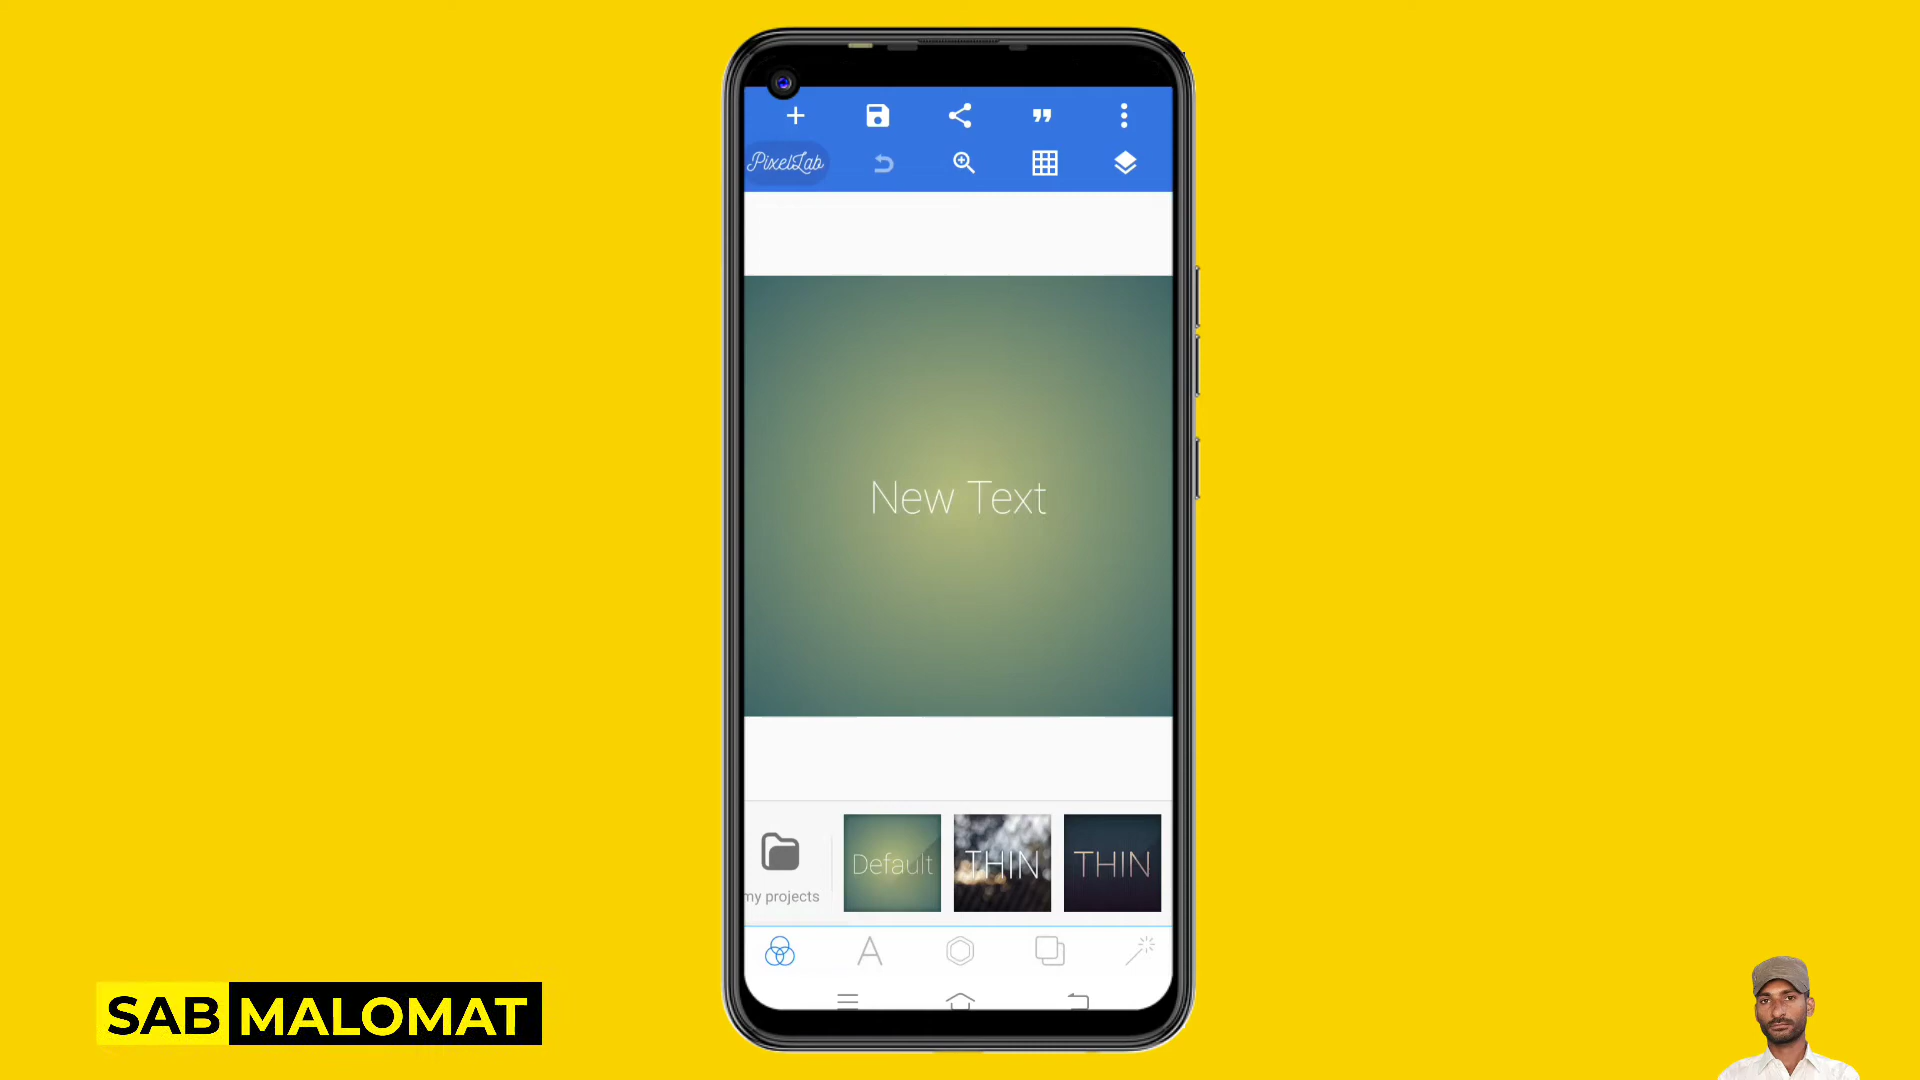 PixelLab
New Text
my projects
Default
THIN
THIN
SAB MALOMAT